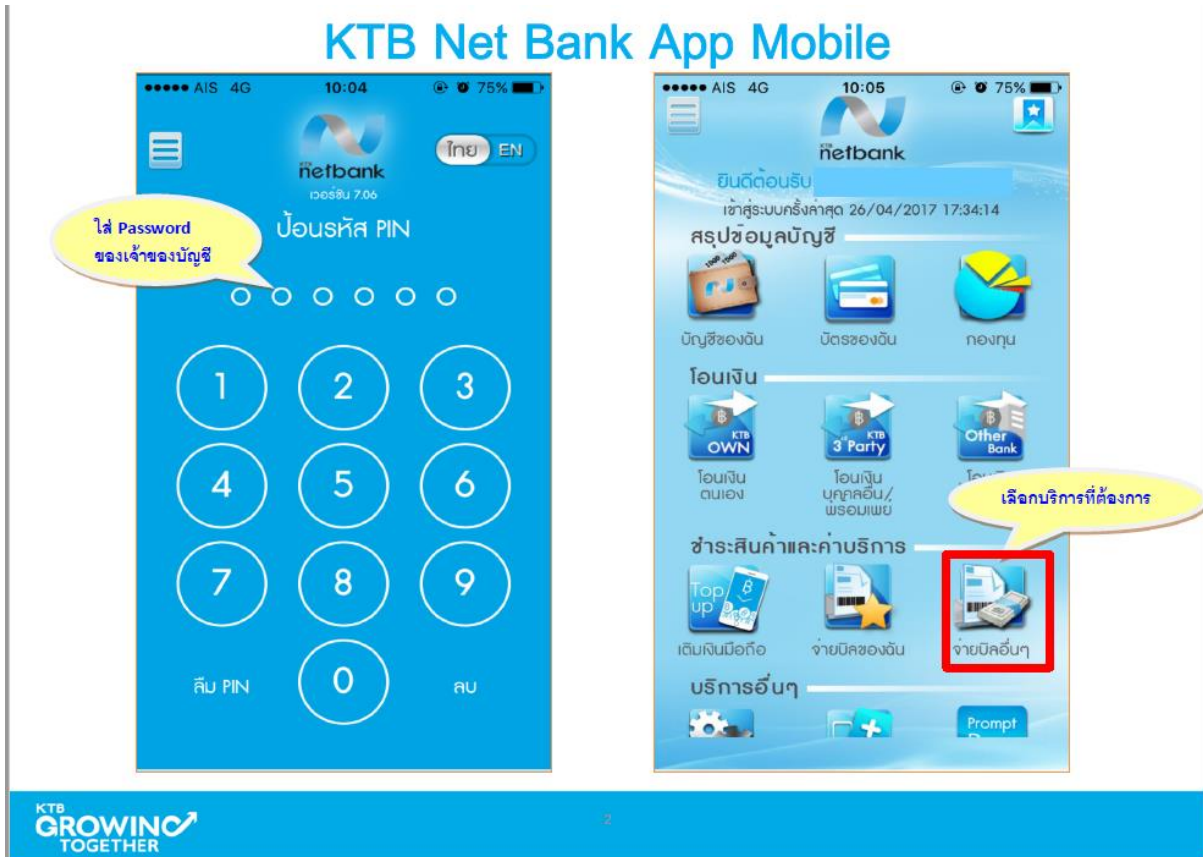 KTB Net Bank App Mobile
AIS 4G 10:04 75%
KTB
netbank
ไทย EN
เวอร์ชัน 7.06
ป้อนรหัส PIN
ใส่ Password
ของเจ้าของบัญชี
1 2 3
4 5 6
7 8 9
ลืม PIN 0 ลบ
AIS 4G 10:05 75%
KTB
netbank
ยินดีต้อนรับ
เข้าสู่ระบบครั้งล่าสุด 26/04/2017 17:34:14
สรุปข้อมูลบัญชี
บัญชีของฉัน บัตรของฉัน กองทุน
โอนเงิน
KTB OWN
KTB 3rd Party
Other Bank
โอนเงิน
ตนเอง
โอนเงิน
บุคคลอื่น/
พร้อมเพย์
เลือกบริการที่ต้องการ
ชำระสินค้าและค่าบริการ
Top up
เติมเงินมือถือ จ่ายบิลของฉัน จ่ายบิลอื่นๆ
บริการอื่นๆ
Prompt
KTB
GROWING
TOGETHER
2